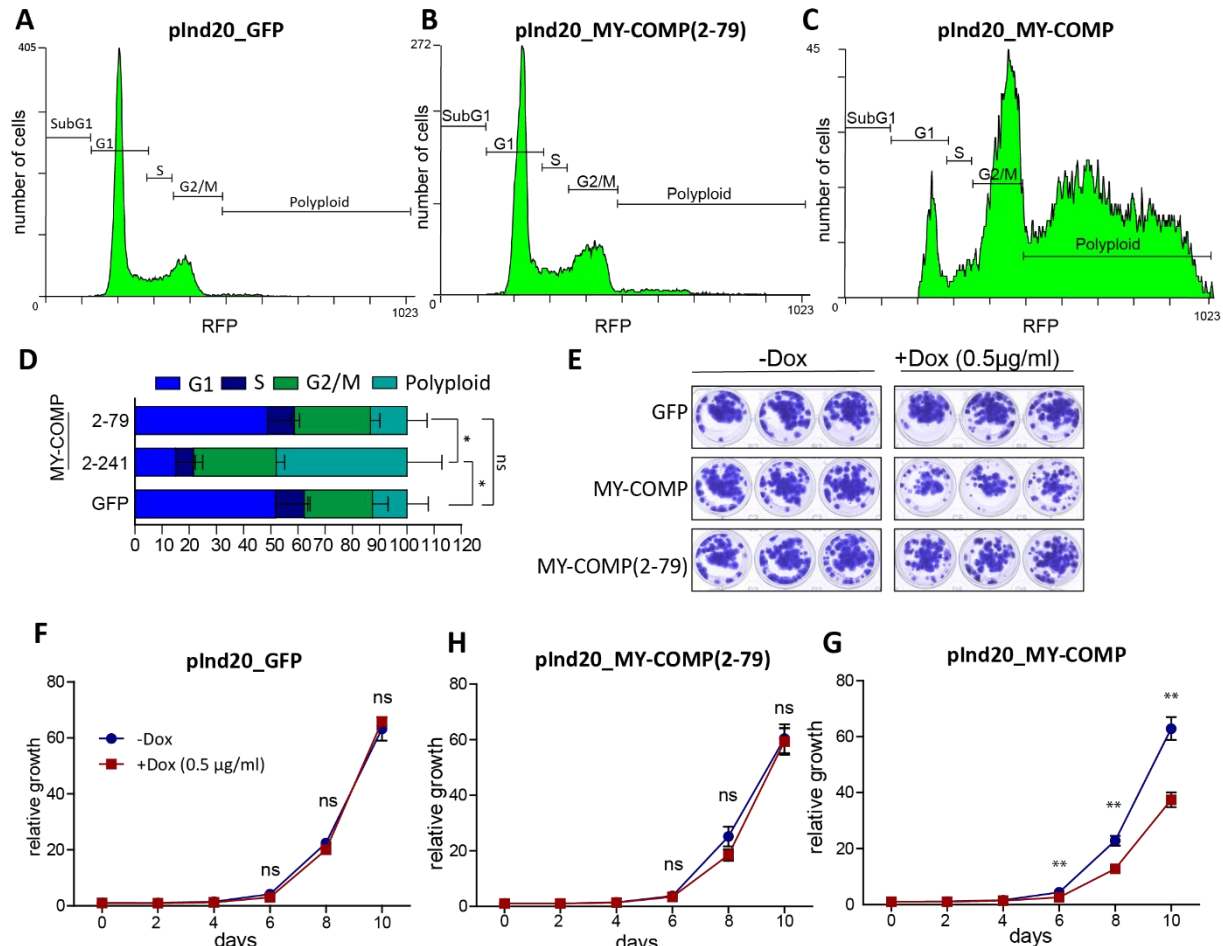 A
pInd20_GFP
405
number of cells
SubG1
G1
S
G2/M
Polyploid
0
1023
RFP
B
pInd20_MY-COMP(2-79)
272
number of cells
SubG1
G1
S
G2/M
Polyploid
0
1023
RFP
C
pInd20_MY-COMP
45
number of cells
SubG1
G1
S
G2/M
Polyploid
0
1023
RFP
D
G1 S G2/M Polyploid
MY-COMP
2-79
2-241
GFP
*
*
ns
0 10 20 30 40 50 60 70 80 90 100 110 120
E
-Dox
+Dox (0.5µg/ml)
GFP
MY-COMP
MY-COMP(2-79)
F
pInd20_GFP
relative growth
80
60
40
20
0
-Dox
+Dox (0.5 µg/ml)
ns
ns
ns
0 2 4 6 8 10
days
H
pInd20_MY-COMP(2-79)
relative growth
80
60
40
20
0
ns
ns
ns
0 2 4 6 8 10
days
G
pInd20_MY-COMP
relative growth
80
60
40
20
0
**
**
**
0 2 4 6 8 10
days